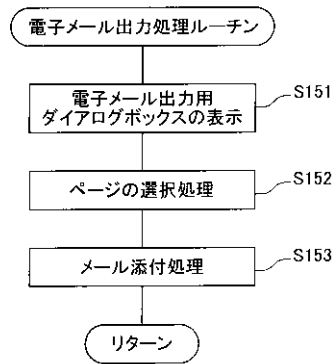 電子メール出力処理ルーチン
電子メール出力用
ダイアログボックスの表示
S151
ページの選択処理
S152
メール添付処理
S153
リターン